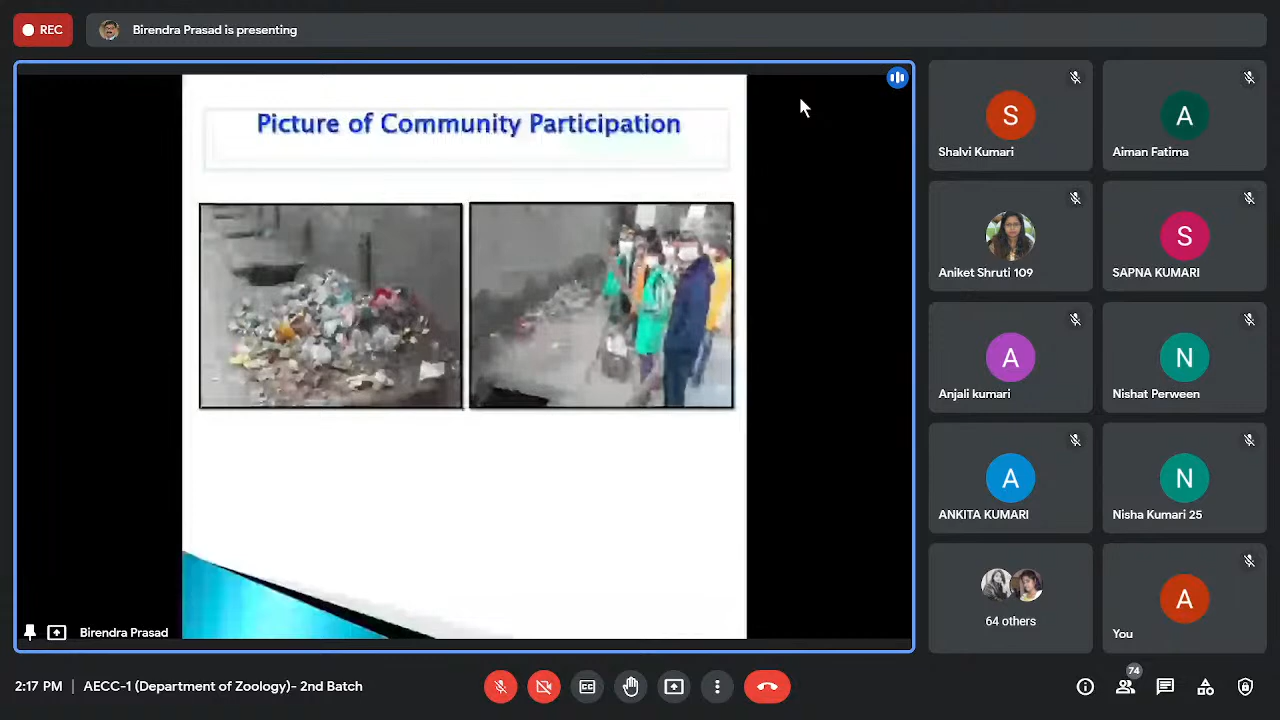 REC
Birendra Prasad is presenting
Picture of Community Participation
Birendra Prasad
S
Shalvi Kumari
A
Aiman Fatima
Aniket Shruti 109
S
SAPNA KUMARI
A
Anjali kumari
N
Nishat Perween
A
ANKITA KUMARI
N
Nisha Kumari 25
64 others
A
You
2:17 PM | AECC-1 (Department of Zoology)- 2nd Batch
74